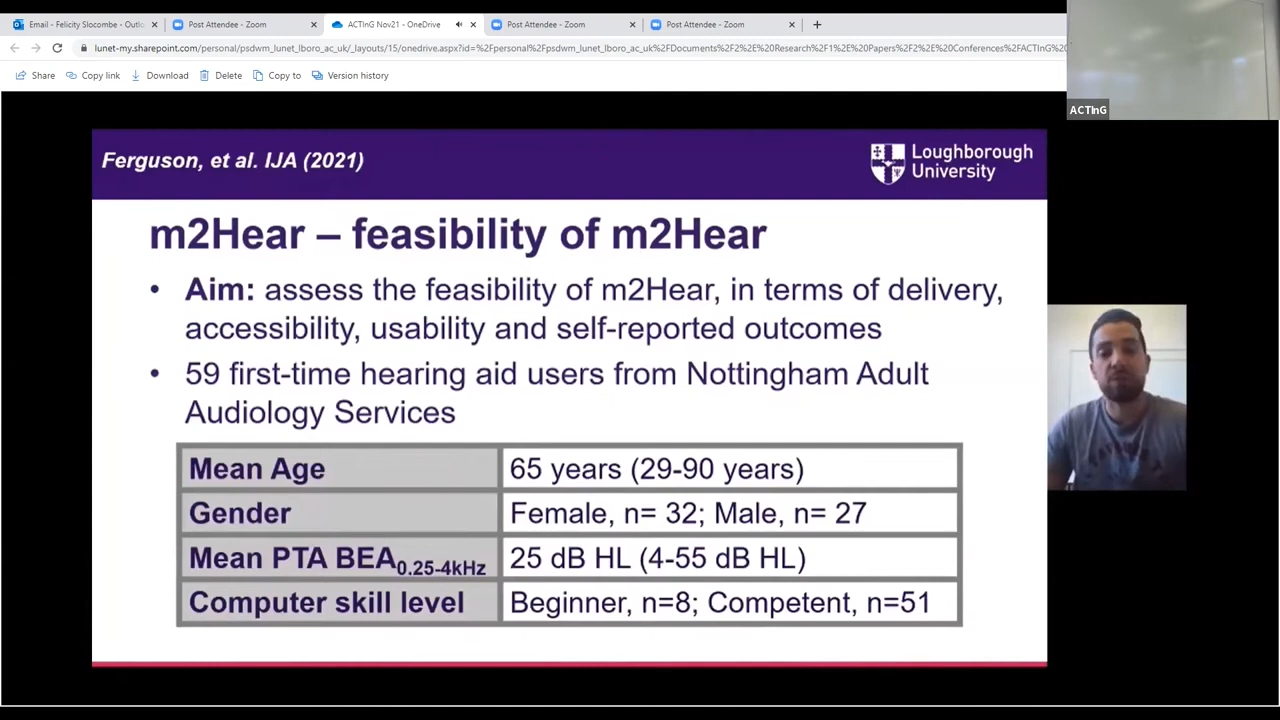 Email - Felicity Slocombe - Outlo
Post Attendee - Zoom
ACTInG Nov21 - OneDrive
Post Attendee - Zoom
Post Attendee - Zoom
lunet-my.sharepoint.com/personal/psdwm_lunet_lboro_ac_uk/_layouts/15/onedrive.aspx?id=%2Fpersonal%2Fpsdwm_lunet_lboro_ac_uk%2FDocuments%2F2%2E%20Research%2F1%2E%20Papers%2F2%2E%20Conferences%2FACTInG%20
Share
Copy link
Download
Delete
Copy to
Version history
ACTInG
Ferguson, et al. IJA (2021)
Loughborough
University
m2Hear – feasibility of m2Hear
• Aim: assess the feasibility of m2Hear, in terms of delivery,
accessibility, usability and self-reported outcomes
• 59 first-time hearing aid users from Nottingham Adult
Audiology Services
Mean Age 65 years (29-90 years)
Gender Female, n= 32; Male, n= 27
Mean PTA BEA0.25-4kHz 25 dB HL (4-55 dB HL)
Computer skill level Beginner, n=8; Competent, n=51